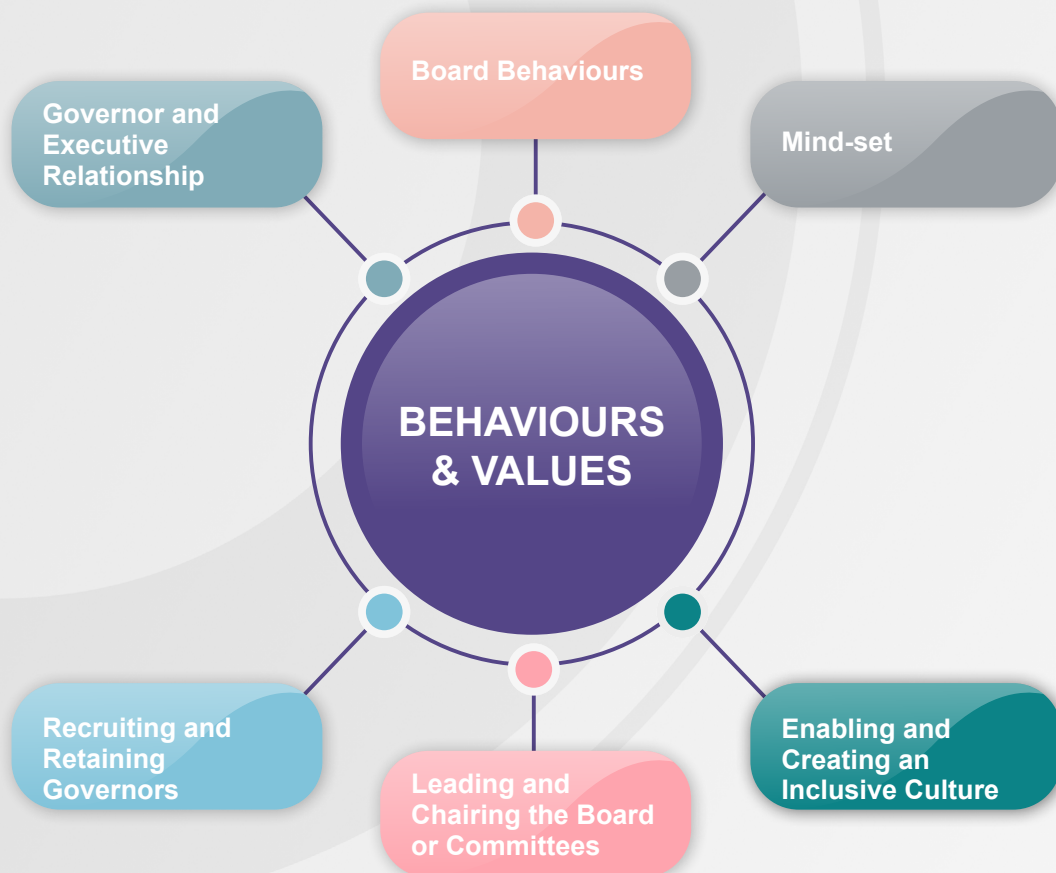 Board Behaviours
Governor and
Executive
Relationship
Mind-set
BEHAVIOURS
& VALUES
Recruiting and
Retaining
Governors
Leading and
Chairing the Board
or Committees
Enabling and
Creating an
Inclusive Culture